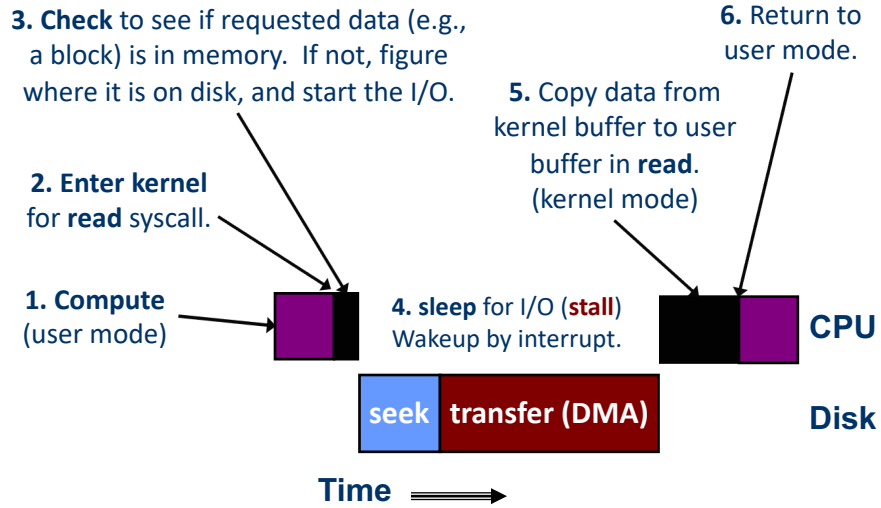 3. Check to see if requested data (e.g.,
a block) is in memory. If not, figure
where it is on disk, and start the I/O.
6. Return to
user mode.
5. Copy data from
kernel buffer to user
buffer in read.
(kernel mode)
2. Enter kernel
for read syscall.
1. Compute
(user mode)
4. sleep for I/O (stall)
Wakeup by interrupt.
CPU
seek
transfer (DMA)
Disk
Time